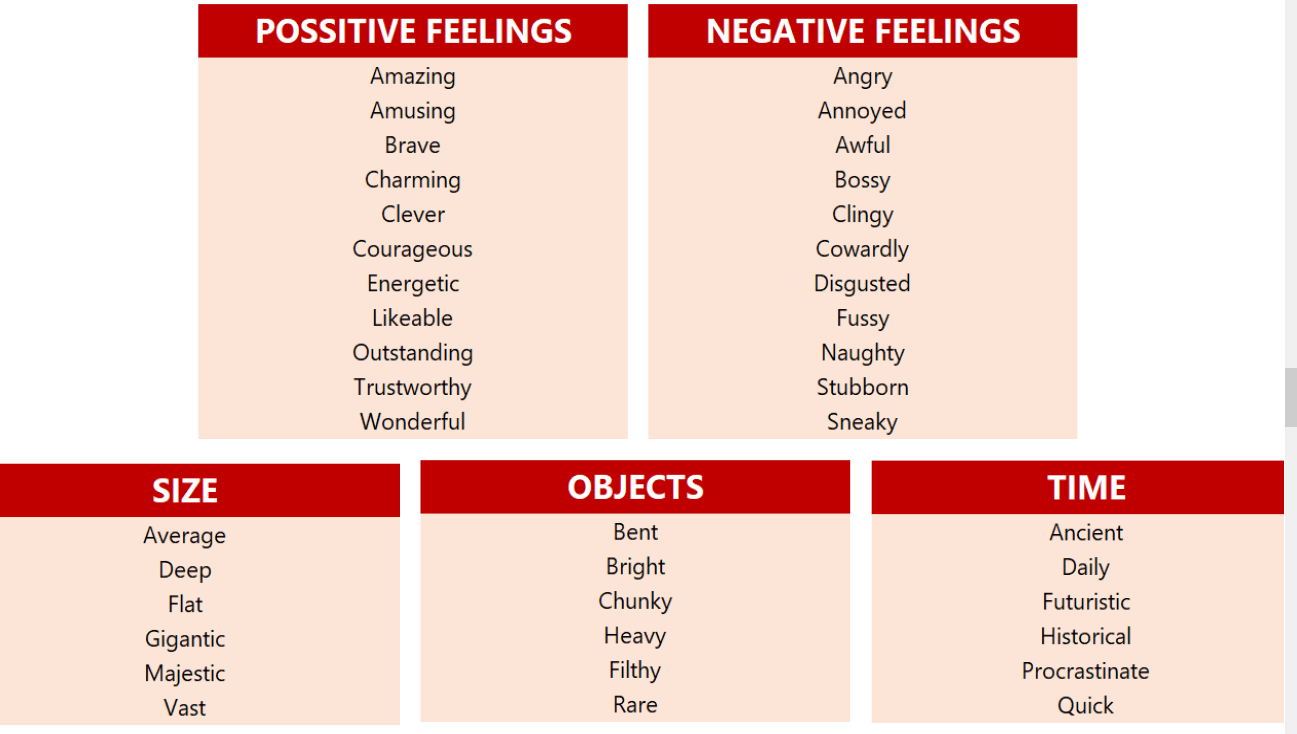 POSSITIVE FEELINGS
Amazing
Amusing
Brave
Charming
Clever
Courageous
Energetic
Likeable
Outstanding
Trustworthy
Wonderful
NEGATIVE FEELINGS
Angry
Annoyed
Awful
Bossy
Clingy
Cowardly
Disgusted
Fussy
Naughty
Stubborn
Sneaky
SIZE
Average
Deep
Flat
Gigantic
Majestic
Vast
OBJECTS
Bent
Bright
Chunky
Heavy
Filthy
Rare
TIME
Ancient
Daily
Futuristic
Historical
Procrastinate
Quick